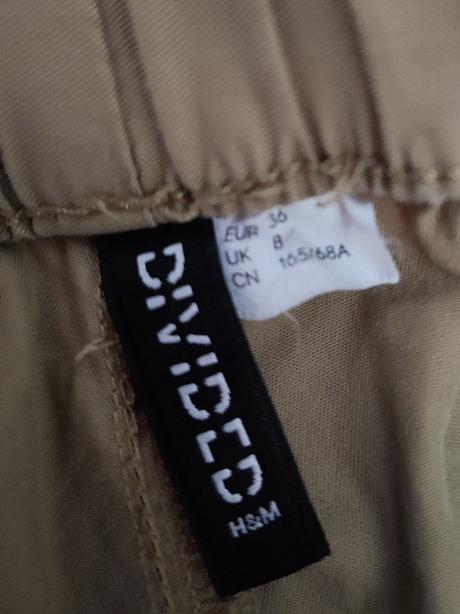 EUR 36
UK 8
CN 165/68A
DIVIDED
H&M